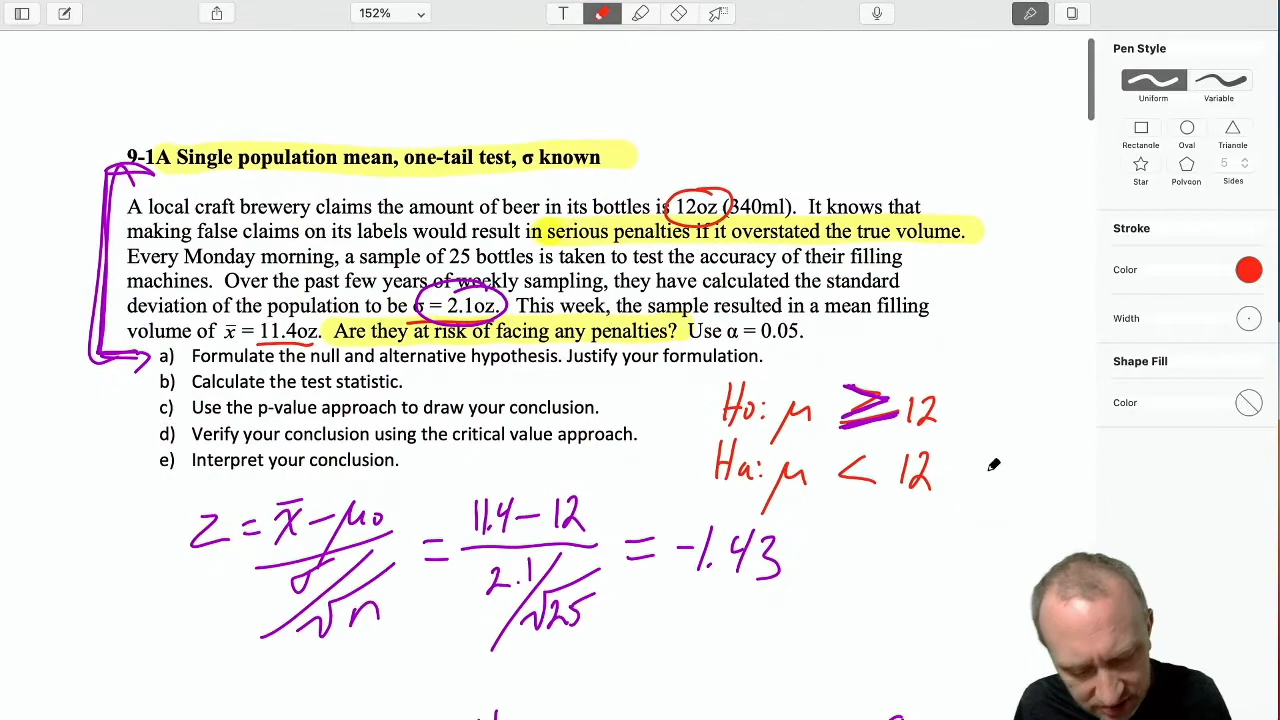 152%
T
Pen Style
Uniform
Variable
Rectangle
Oval
Triangle
Star
Polygon
5
Sides
Stroke
Color
Width
Shape Fill
Color
9-1A Single population mean, one-tail test, σ known
A local craft brewery claims the amount of beer in its bottles is 12oz (340ml). It knows that
making false claims on its labels would result in serious penalties if it overstated the true volume.
Every Monday morning, a sample of 25 bottles is taken to test the accuracy of their filling
machines. Over the past few years of weekly sampling, they have calculated the standard
deviation of the population to be σ = 2.1oz. This week, the sample resulted in a mean filling
volume of x̅ = 11.4oz. Are they at risk of facing any penalties? Use α = 0.05.
a) Formulate the null and alternative hypothesis. Justify your formulation.
b) Calculate the test statistic.
c) Use the p-value approach to draw your conclusion.
d) Verify your conclusion using the critical value approach.
e) Interpret your conclusion.
Ho: μ ≥ 12
Ha: μ < 12
Z = x̅ - μo / σ/√n = 11.4 - 12 / 2.1/√25 = -1.43